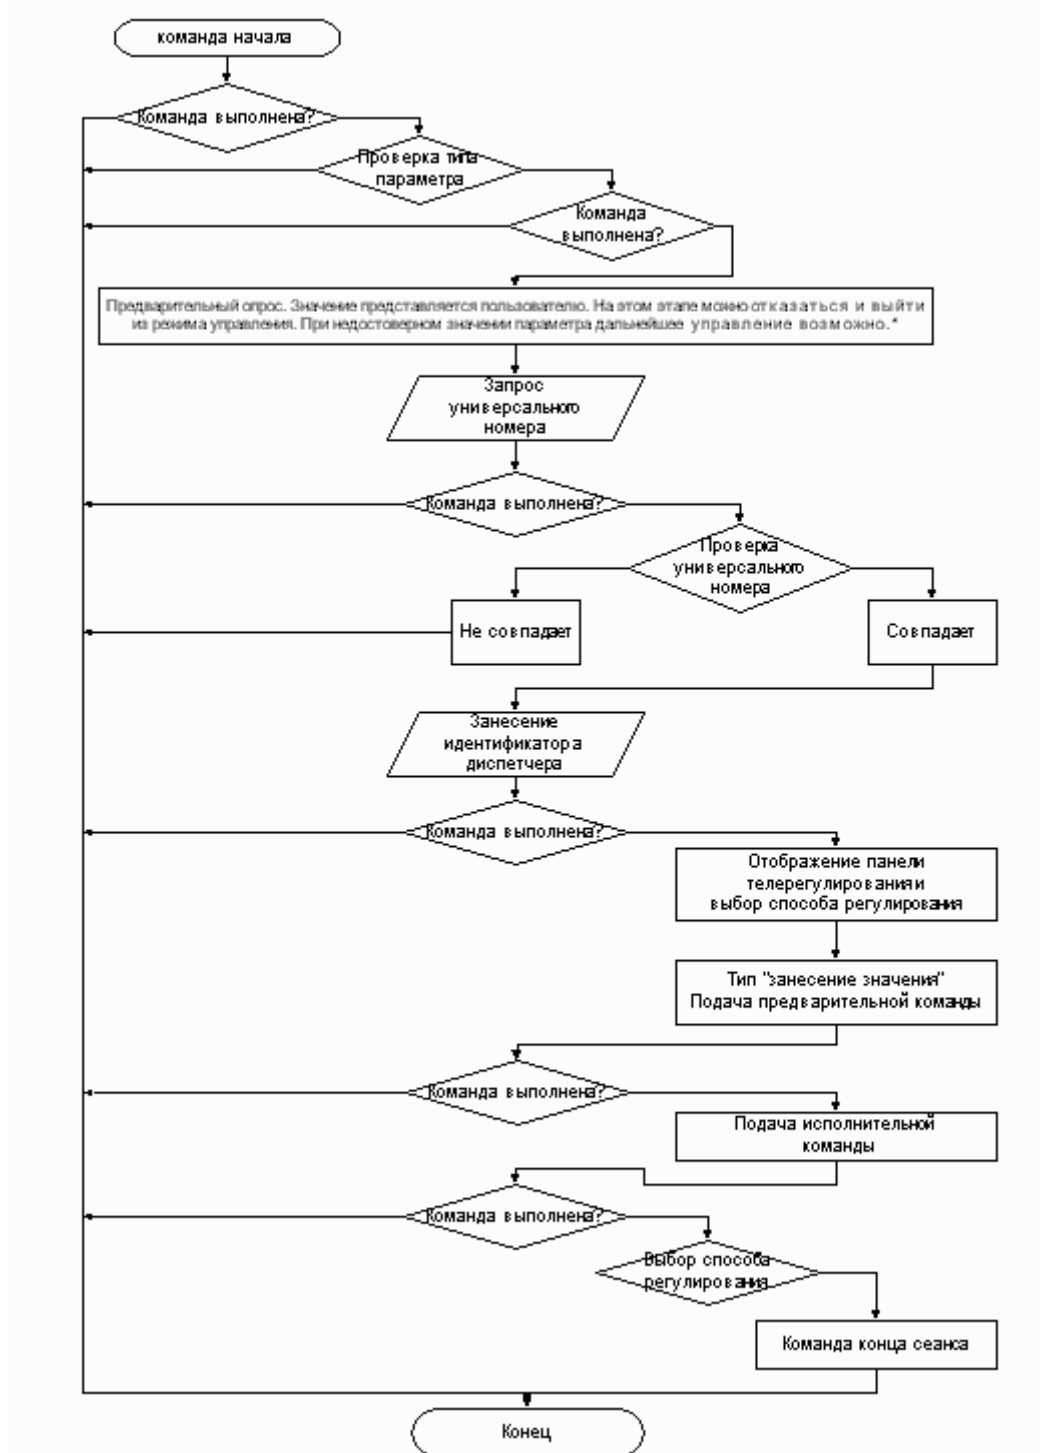 команда начала
Команда выполнена?
Проверка типа
параметра
Команда
выполнена?
Предварительный опрос. Значение представляется пользователю. На этом этапе можно отказаться и выйти
из режима управления. При недостоверном значении параметра дальнейшее управление возможно.*
Запрос
универсального
номера
Команда выполнена?
Проверка
универсального
номера
Не совпадает
Совпадает
Занесение
идентификатора
диспетчера
Команда выполнена?
Отображение панели
телерегулирования и
выбор способа регулирования
Тип "занесение значения"
Подача предварительной команды
Команда выполнена?
Подача исполнительной
команды
Команда выполнена?
Выбор способа
регулирования
Команда конца сеанса
Конец